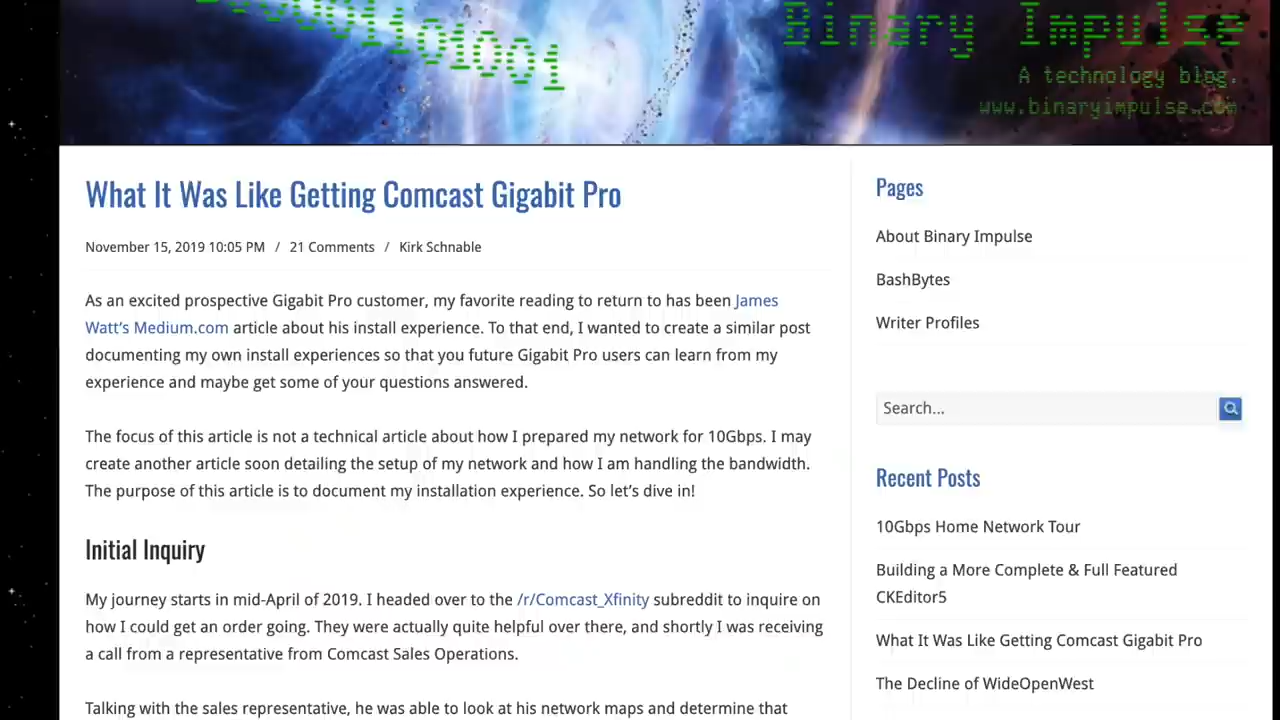 Binary Impulse
A technology blog.
www.binaryimpulse.com
What It Was Like Getting Comcast Gigabit Pro
November 15, 2019 10:05 PM / 21 Comments / Kirk Schnable
As an excited prospective Gigabit Pro customer, my favorite reading to return to has been James
Watt’s Medium.com article about his install experience. To that end, I wanted to create a similar post
documenting my own install experiences so that you future Gigabit Pro users can learn from my
experience and maybe get some of your questions answered.
The focus of this article is not a technical article about how I prepared my network for 10Gbps. I may
create another article soon detailing the setup of my network and how I am handling the bandwidth.
The purpose of this article is to document my installation experience. So let’s dive in!
Initial Inquiry
My journey starts in mid-April of 2019. I headed over to the /r/Comcast_Xfinity subreddit to inquire on
how I could get an order going. They were actually quite helpful over there, and shortly I was receiving
a call from a representative from Comcast Sales Operations.
Talking with the sales representative, he was able to look at his network maps and determine that
Pages
About Binary Impulse
BashBytes
Writer Profiles
Search...
Recent Posts
10Gbps Home Network Tour
Building a More Complete & Full Featured
CKEditor5
What It Was Like Getting Comcast Gigabit Pro
The Decline of WideOpenWest